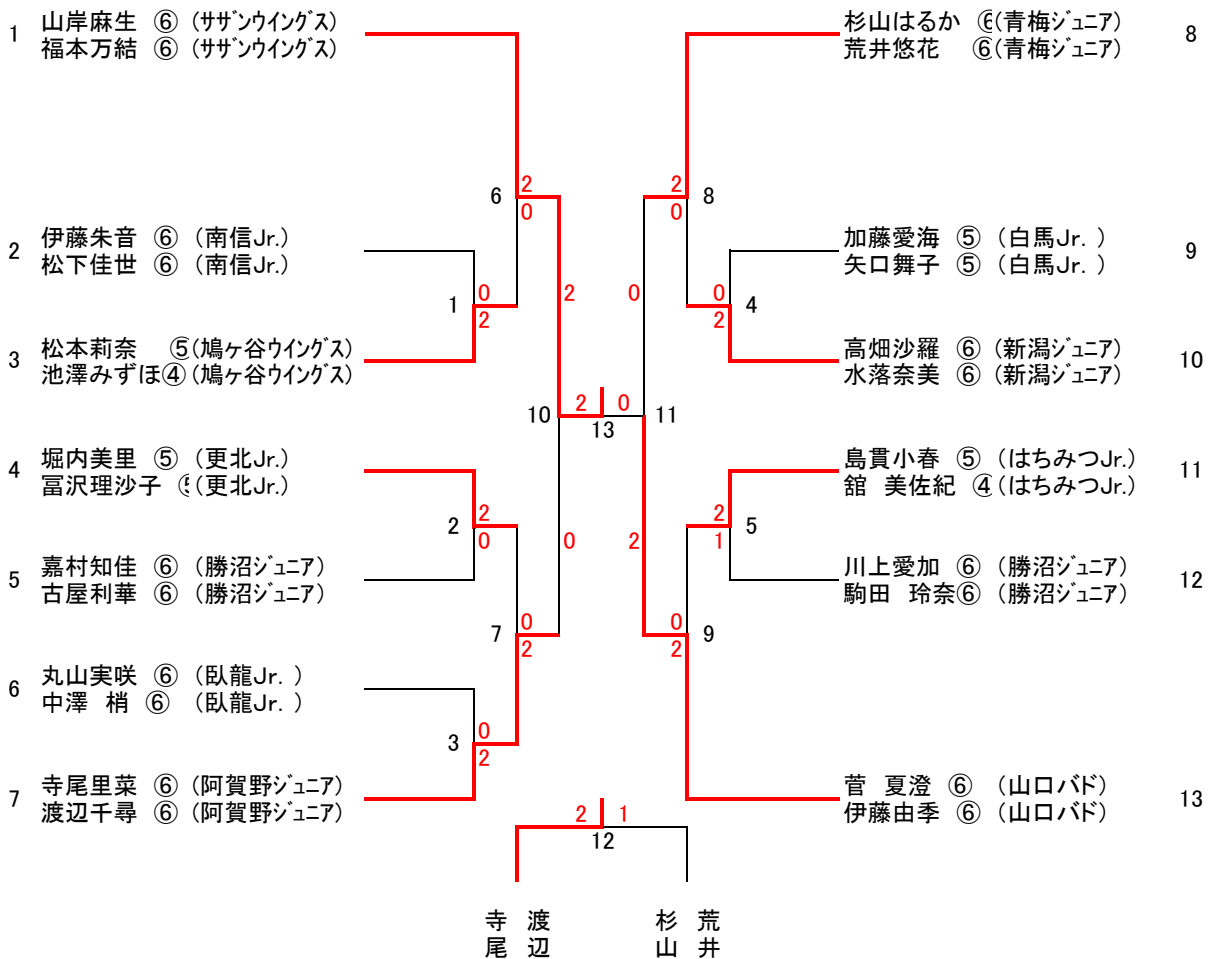 1 山岸麻生 ⑥ (サザンウイングス)
福本万結 ⑥ (サザンウイングス)
杉山はるか ⑥(青梅ジュニア) 8
荒井悠花 ⑥(青梅ジュニア)
6 2 0
2 0 8
2 伊藤朱音 ⑥ (南信Jr.)
松下佳世 ⑥ (南信Jr.)
加藤愛海 ⑤ (白馬Jr. ) 9
矢口舞子 ⑤ (白馬Jr. )
1 0 2
2
0
0 2 4
3 松本莉奈 ⑤(鳩ヶ谷ウイングス)
池澤みずほ④ (鳩ヶ谷ウイングス)
高畑沙羅 ⑥ (新潟ジュニア) 10
水落奈美 ⑥ (新潟ジュニア)
10 2 13 0 11
4 堀内美里 ⑤ (更北Jr.)
冨沢理沙子 ⑤(更北Jr.)
島貫小春 ⑤ (はちみつJr.) 11
舘 美佐紀 ④(はちみつJr.)
2 2 0
0
2
2 1 5
5 嘉村知佳 ⑥ (勝沼ジュニア)
古屋利華 ⑥ (勝沼ジュニア)
川上愛加 ⑥ (勝沼ジュニア) 12
駒田 玲奈⑥ (勝沼ジュニア)
7 0 2
0 2 9
6 丸山実咲 ⑥ (臥龍Jr. )
中澤 梢 ⑥ (臥龍Jr. )
3 0 2
7 寺尾里菜 ⑥ (阿賀野ジュニア)
渡辺千尋 ⑥ (阿賀野ジュニア)
菅 夏澄 ⑥ (山口バド) 13
伊藤由季 ⑥ (山口バド)
2 12 1
寺尾
渡辺
杉山
荒井